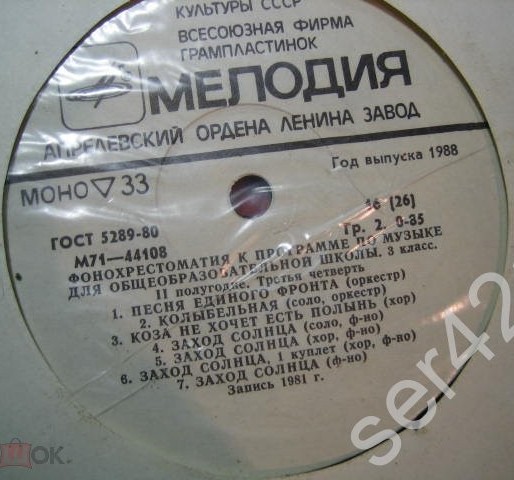 КУЛЬТУРЫ СССР
ВСЕСОЮЗНАЯ ФИРМА
ГРАМПЛАСТИНОК
МЕЛОДИЯ
АПРЕЛЕВСКИЙ ОРДЕНА ЛЕНИНА ЗАВОД
МОНО ▽ 33
Год выпуска 1988
ГОСТ 5289-80
16 [26]
М71—44108
Гр. 2. 0-85
ФОНОХРЕСТОМАТИЯ К ПРОГРАММЕ ПО МУЗЫКЕ
ДЛЯ ОБЩЕОБРАЗОВАТЕЛЬНОЙ ШКОЛЫ. 3 класс.
II полугодие. Третья четверть
1. ПЕСНЯ ЕДИНОГО ФРОНТА (оркестр)
2. КОЛЫБЕЛЬНАЯ (соло, оркестр)
3. КОЗА НЕ ХОЧЕТ ЕСТЬ ПОЛЫНЬ (хор)
4. ЗАХОД СОЛНЦА (соло, ф-но)
5. ЗАХОД СОЛНЦА (хор, ф-но)
6. ЗАХОД СОЛНЦА, 1 куплет (хор, ф-но)
7. ЗАХОД СОЛНЦА (ф-но)
Запись 1981 г.
ser42
ШОК.